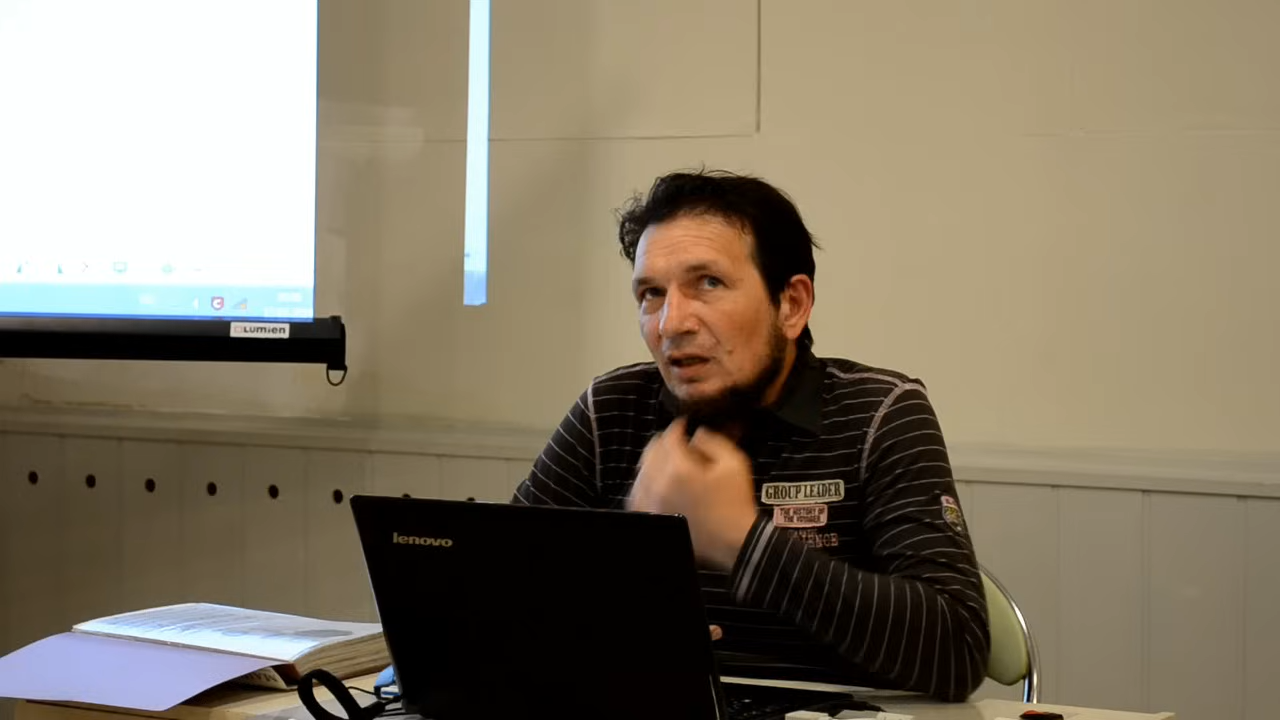 LUMIEN
lenovo
GROUP LEADER
THE HISTORY OF
THE VOYAGER